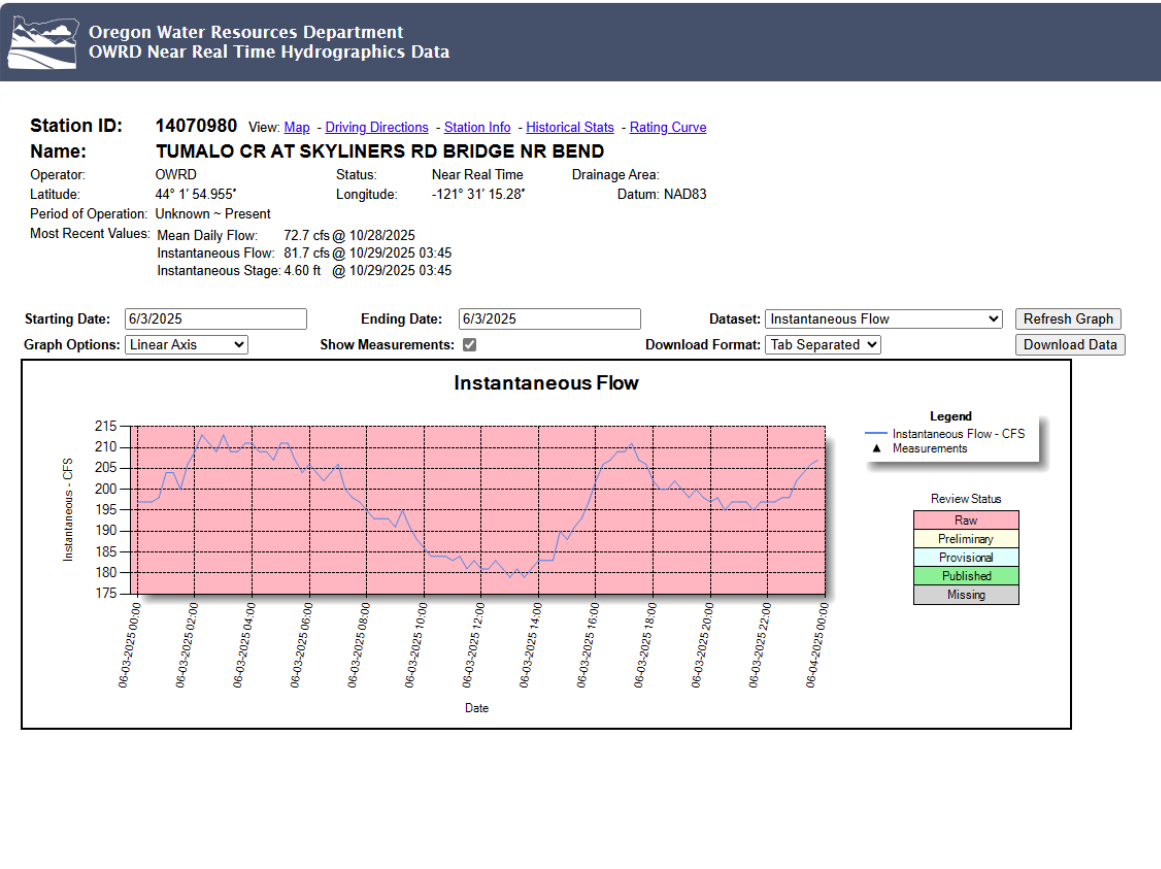 Oregon Water Resources Department
OWRD Near Real Time Hydrographics Data
Station ID: 14070980 View: Map - Driving Directions - Station Info - Historical Stats - Rating Curve
Name: TUMALO CR AT SKYLINERS RD BRIDGE NR BEND
Operator: OWRD Status: Near Real Time Drainage Area:
Latitude: 44° 1' 54.955" Longitude: -121° 31' 15.28" Datum: NAD83
Period of Operation: Unknown ~ Present
Most Recent Values: Mean Daily Flow: 72.7 cfs @ 10/28/2025
Instantaneous Flow: 81.7 cfs @ 10/29/2025 03:45
Instantaneous Stage: 4.60 ft @ 10/29/2025 03:45
Starting Date: 6/3/2025 Ending Date: 6/3/2025 Dataset: Instantaneous Flow Refresh Graph
Graph Options: Linear Axis Show Measurements: Download Format: Tab Separated Download Data
Instantaneous Flow
Instantaneous - CFS
215
210
205
200
195
190
185
180
175
06-03-2025 00:00
06-03-2025 02:00
06-03-2025 04:00
06-03-2025 06:00
06-03-2025 08:00
06-03-2025 10:00
06-03-2025 12:00
06-03-2025 14:00
06-03-2025 16:00
06-03-2025 18:00
06-03-2025 20:00
06-03-2025 22:00
06-04-2025 00:00
Date
Legend
Instantaneous Flow - CFS
Measurements
Review Status
Raw
Preliminary
Provisional
Published
Missing